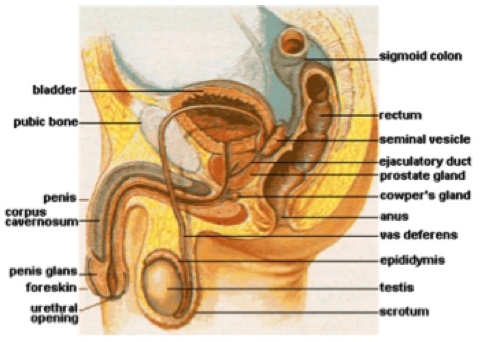 bladder
pubic bone
penis
corpus
cavernosum
penis glans
foreskin
urethral
opening
sigmoid colon
rectum
seminal vesicle
ejaculatory duct
prostate gland
cowper's gland
anus
vas deferens
epididymis
testis
scrotum